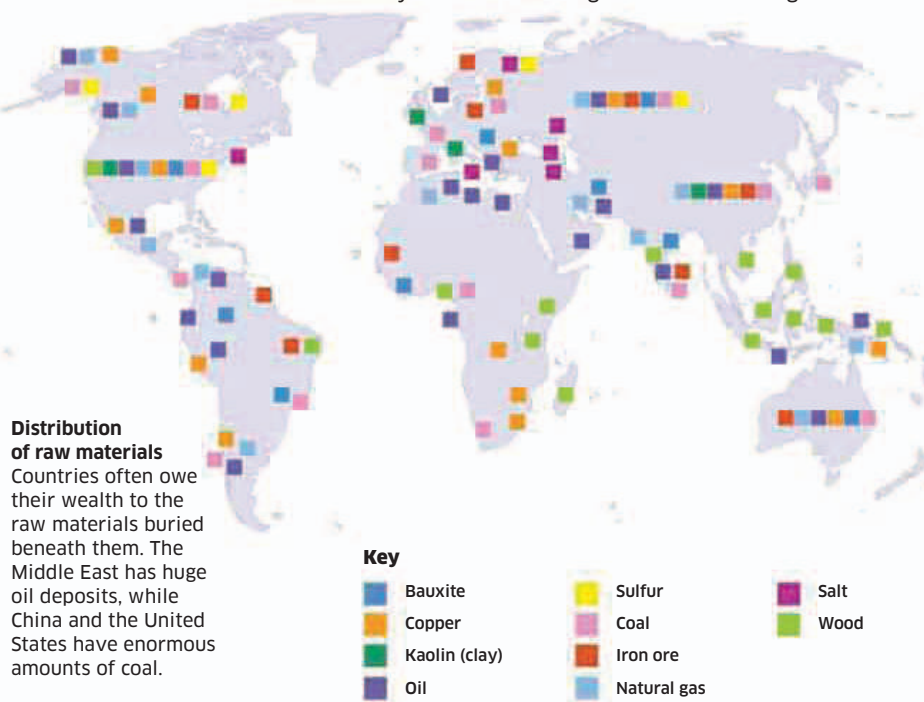 Distribution
of raw materials
Countries often owe
their wealth to the
raw materials buried
beneath them. The
Middle East has huge
oil deposits, while
China and the United
States have enormous
amounts of coal.
Key
Bauxite
Copper
Kaolin (clay)
Oil
Sulfur
Coal
Iron ore
Natural gas
Salt
Wood